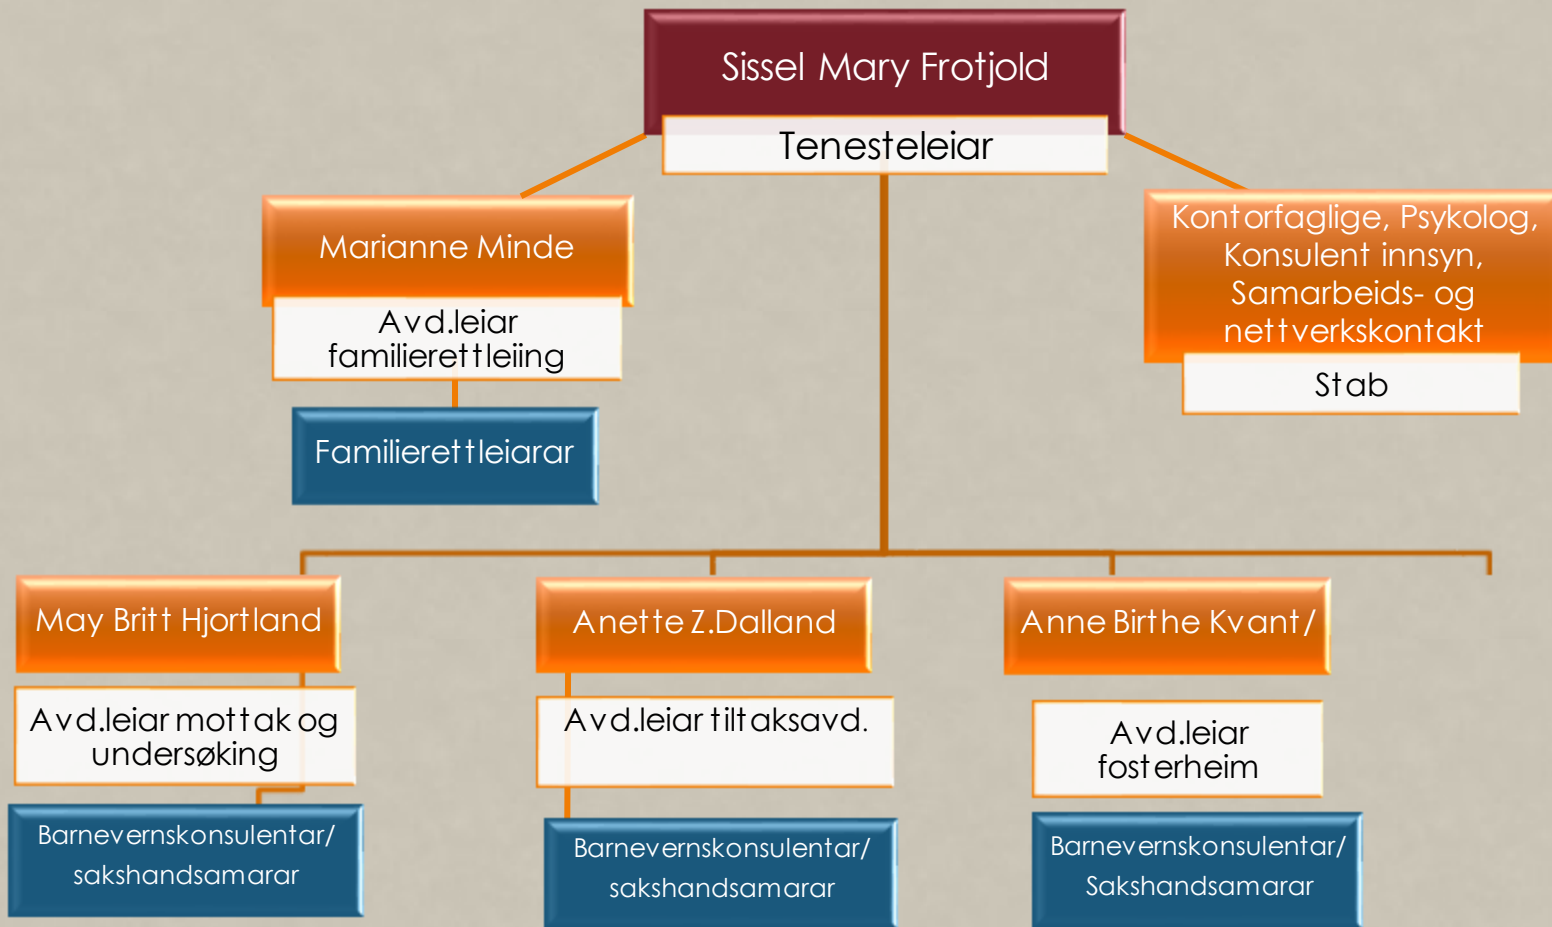 Sissel Mary Frotjold
Tenesteleiar
Marianne Minde
Avd.leiar
familierettleiing
Familierettleiarar
Kontorfaglige, Psykolog,
Konsulent innsyn,
Samarbeids- og
nettverkskontakt
Stab
May Britt Hjortland
Avd.leiar mottak og
undersøking
Barnevernskonsulentar/
sakshandsamarar
Anette Z.Dalland
Avd.leiar tiltaksavd.
Barnevernskonsulentar/
sakshandsamarar
Anne Birthe Kvant/
Avd.leiar
fosterheim
Barnevernskonsulentar/
Sakshandsamarar